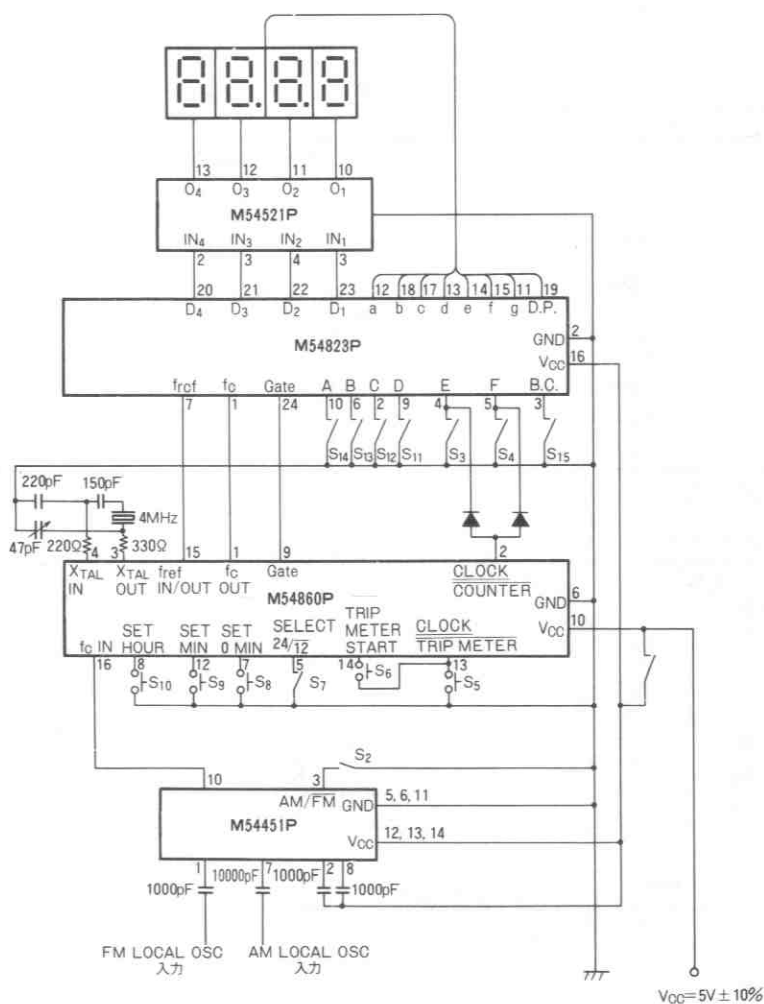 13 12 11 10
O4 O3 O2 O1
M54521P
IN4 IN3 IN2 IN1
2 3 4 3
20 21 22 23 12 18 17 13 14 15 11 19
D4 D3 D2 D1 a b c d e f g D.P.
GND 2
M54823P
VCC 16
frcf fc Gate A B C D E F B.C.
7 1 24 10 6 2 9 4 5 3
S14 S13 S12 S11 S3 S4 S15
220pF 150pF
4MHz
47pF 220Ω 330Ω
4 3 15 1 9 2
XTAL IN XTAL OUT fref IN/OUT fc OUT Gate CLOCK COUNTER
M54860P
GND 6
VCC 10
fc IN SET HOUR SET MIN SET 0 MIN SELECT 24/12 TRIP METER START CLOCK TRIP METER
16 8 12 7 5 14 13
S10 S9 S8 S7 S6 S5
S2
10 3
AM/FM GND 5, 6, 11
M54451P
VCC 12, 13, 14
1 7 2 8
1000pF 10000pF 1000pF 1000pF
FM LOCAL OSC AM LOCAL OSC
入力 入力
VCC=5V±10%